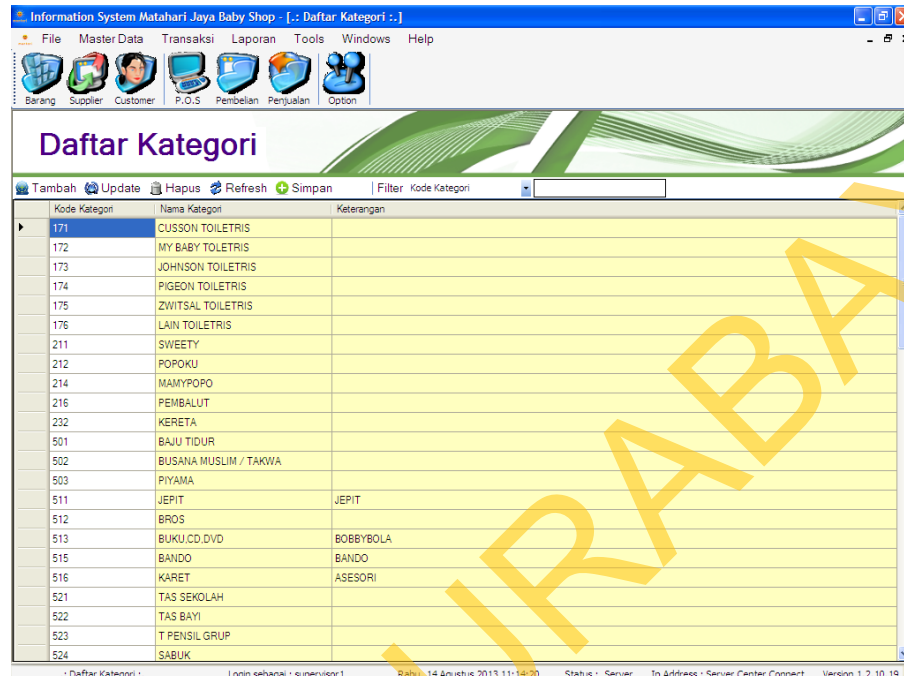 Information System Matahari Jaya Baby Shop - [.: Daftar Kategori :.]
File Master Data Transaksi Laporan Tools Windows Help
Barang Supplier Customer P.O.S Pembelian Penjualan Option
Daftar Kategori
Tambah Update Hapus Refresh Simpan Filter Kode Kategori
Kode Kategori Nama Kategori Keterangan
171 CUSSON TOILETRIS
172 MY BABY TOLETRIS
173 JOHNSON TOILETRIS
174 PIGEON TOILETRIS
175 ZWITSAL TOILETRIS
176 LAIN TOILETRIS
211 SWEETY
212 POPOKU
214 MAMYPOPO
216 PEMBALUT
232 KERETA
501 BAJU TIDUR
502 BUSANA MUSLIM / TAKWA
503 PIYAMA
511 JEPIT JEPIT
512 BROS
513 BUKU,CD,DVD BOBBYBOLA
515 BANDO BANDO
516 KARET ASESORI
521 TAS SEKOLAH
522 TAS BAYI
523 T PENSIL GRUP
524 SABUK
: Daftar Kategori : Login sebagai : supervisor1 Rabu, 14 Agustus 2013 11:14:20 Status : Server Ip Address : Server Center Connect Version 1.2.10.19
URABA